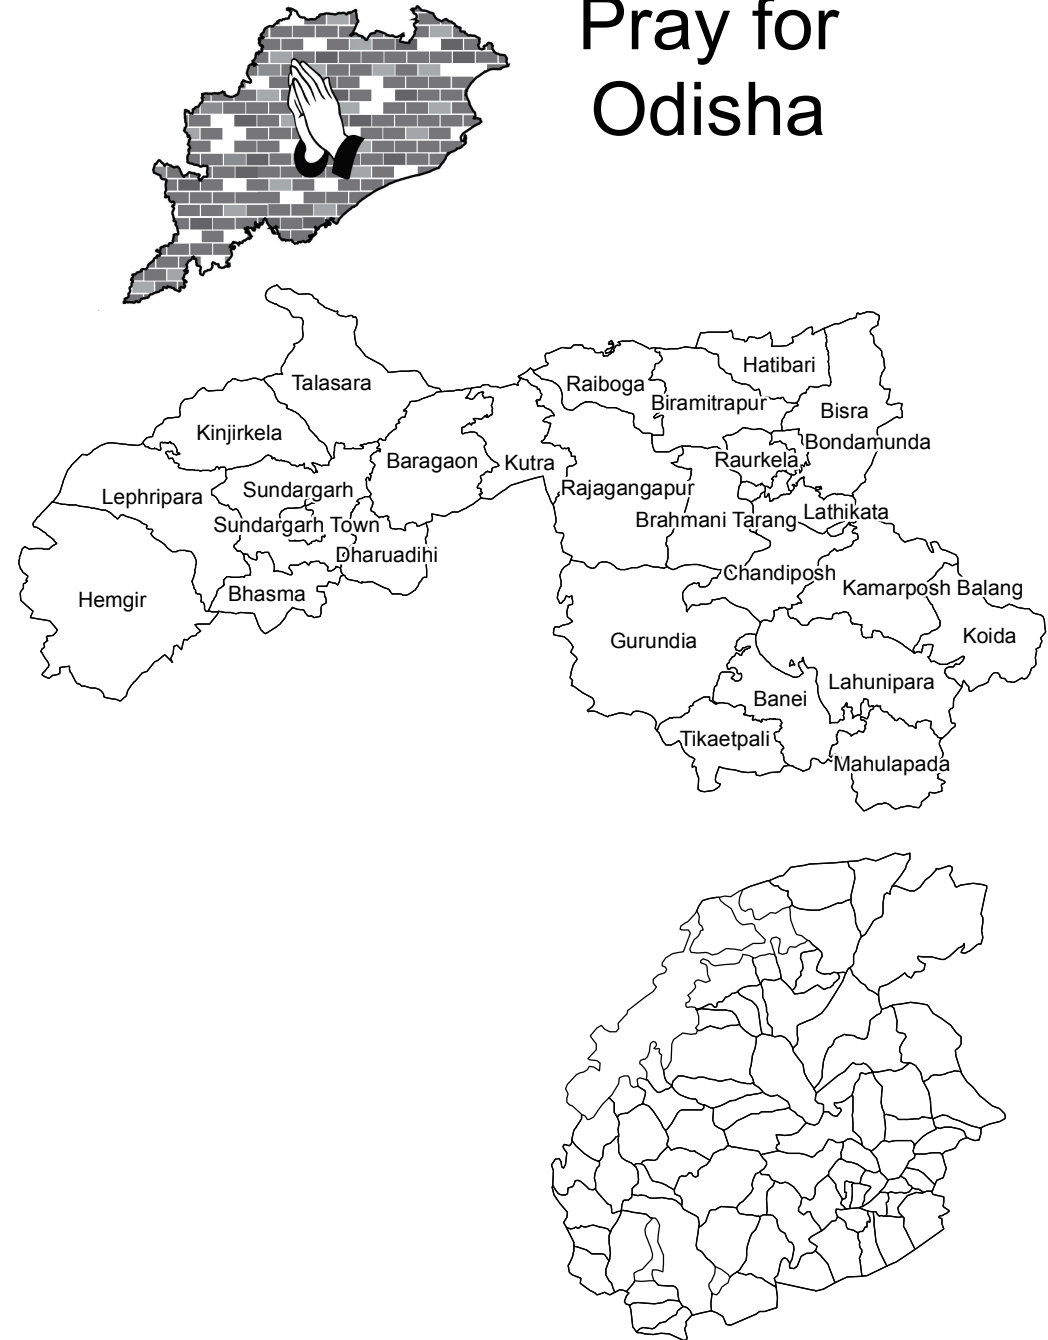 Pray for
Odisha
Talasara
Hatibari
Raiboga
Biramitrapur
Bisra
Kinjirkela
Bondamunda
Baragaon
Kutra
Raurkela
Lephripara
Sundargarh
Rajagangapur
Sundargarh Town
Brahmani Tarang
Lathikata
Dharuadihi
Chandiposh
Hemgir
Bhasma
Kamarposh Balang
Gurundia
Koida
Lahunipara
Banei
Tikaetpali
Mahulapada